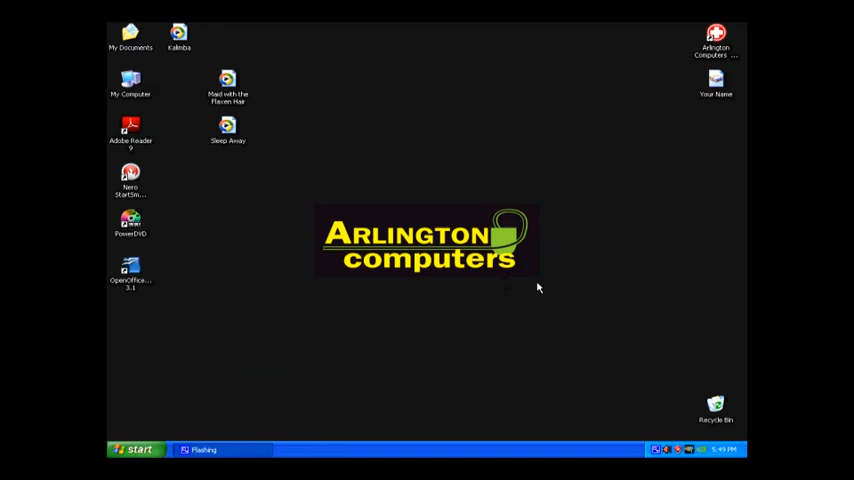 My Documents
Kalimba
Arlington
Computers ...
My Computer
Maid with the
Flaxen Hair
Your Name
Adobe Reader
9
Sleep Away
Nero
StartSm...
PowerDVD
ARLINGTON
computers
OpenOffice....
3.1
Recycle Bin
start
Flashing
5:49 PM